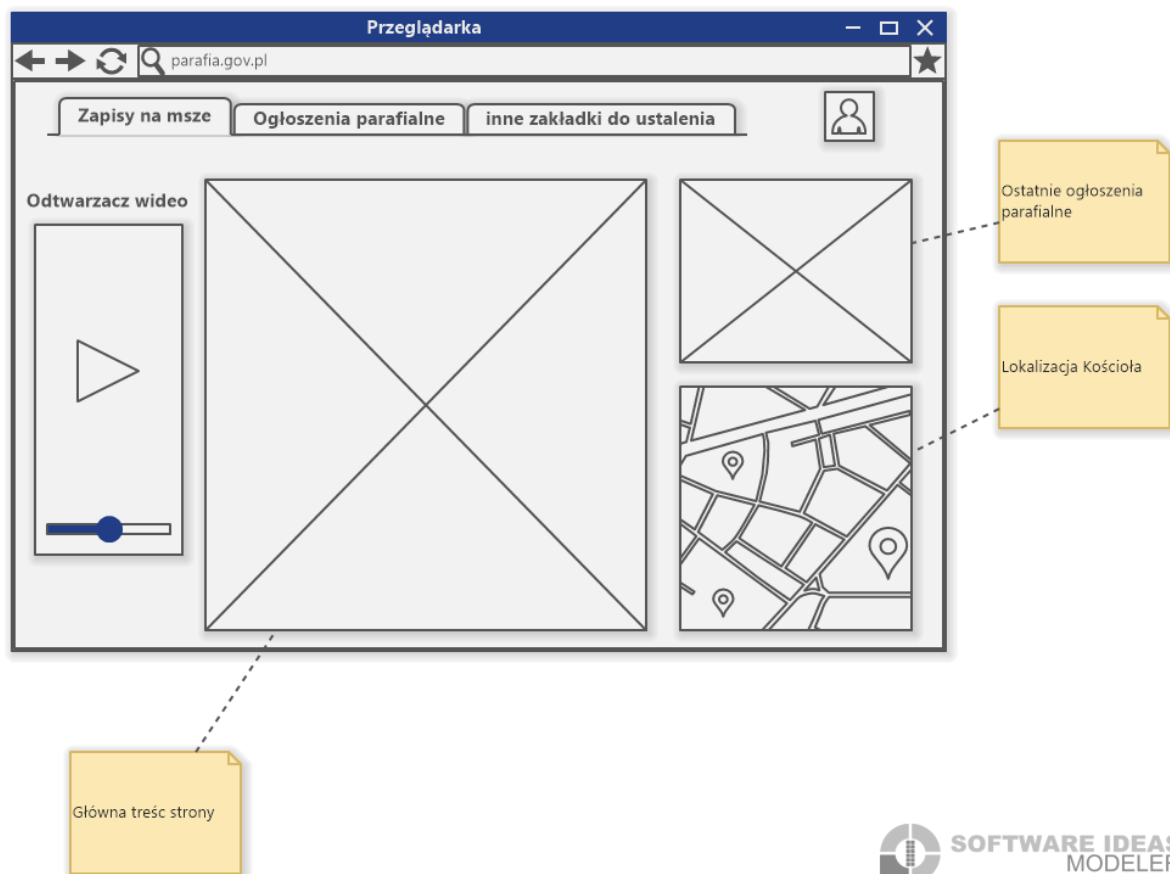 Przeglądarka
parafia.gov.pl
Zapisy na msze
Ogłoszenia parafialne
inne zakładki do ustalenia
Odtwarzacz wideo
Ostatnie ogłoszenia
parafialne
Lokalizacja Kościoła
Główna treśc strony
SOFTWARE IDEAS
MODELER